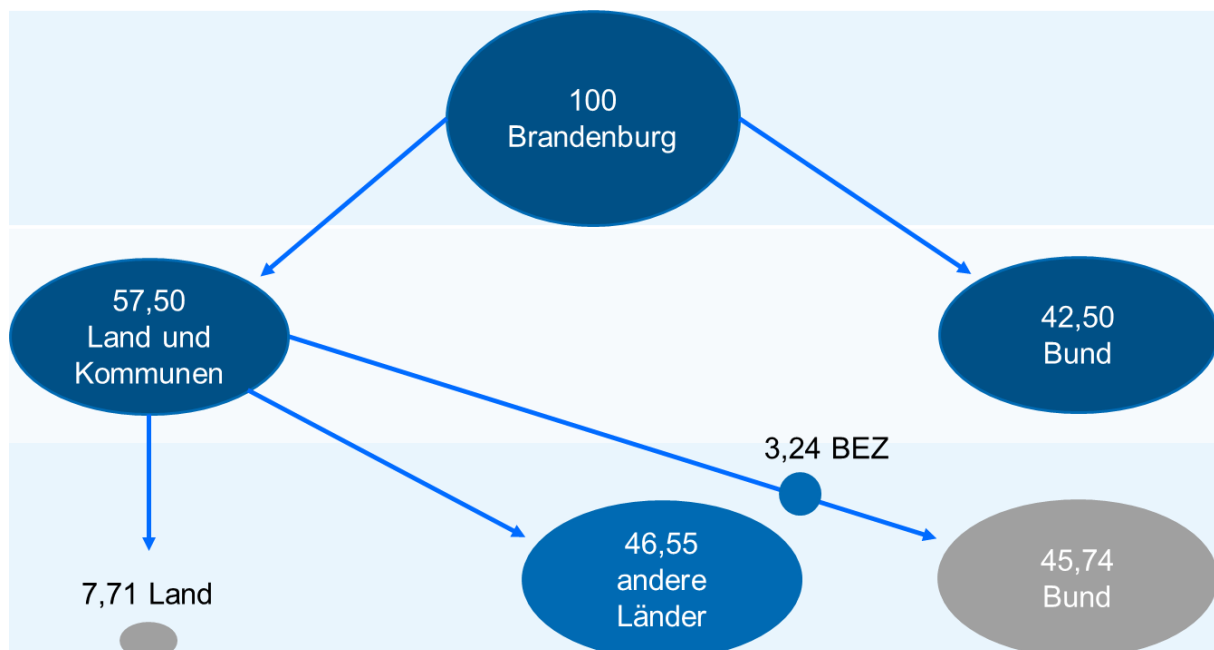 100
Brandenburg
57,50
Land und
Kommunen
42,50
Bund
3,24 BEZ
7,71 Land
46,55
andere
Länder
45,74
Bund